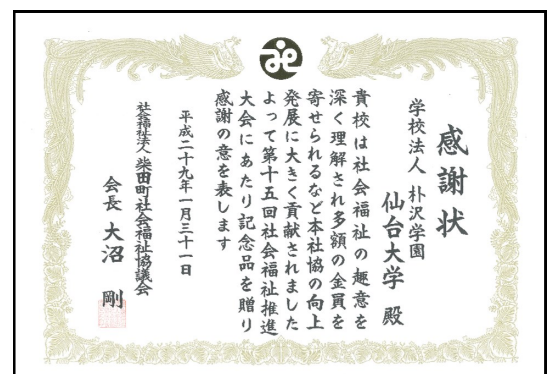 感謝状
学校法人 朴沢学園
仙台大学 殿
貴校は社会福祉の趣意を
深く理解され多額の金員を
寄せられるなど本社協の向上
発展に大きく貢献されました
よって第十五回社会福祉推進
大会にあたり記念品を贈り
感謝の意を表します
平成二十九年一月三十一日
社会福祉法人 柴田町社会福祉協議会
会長 大沼 剛